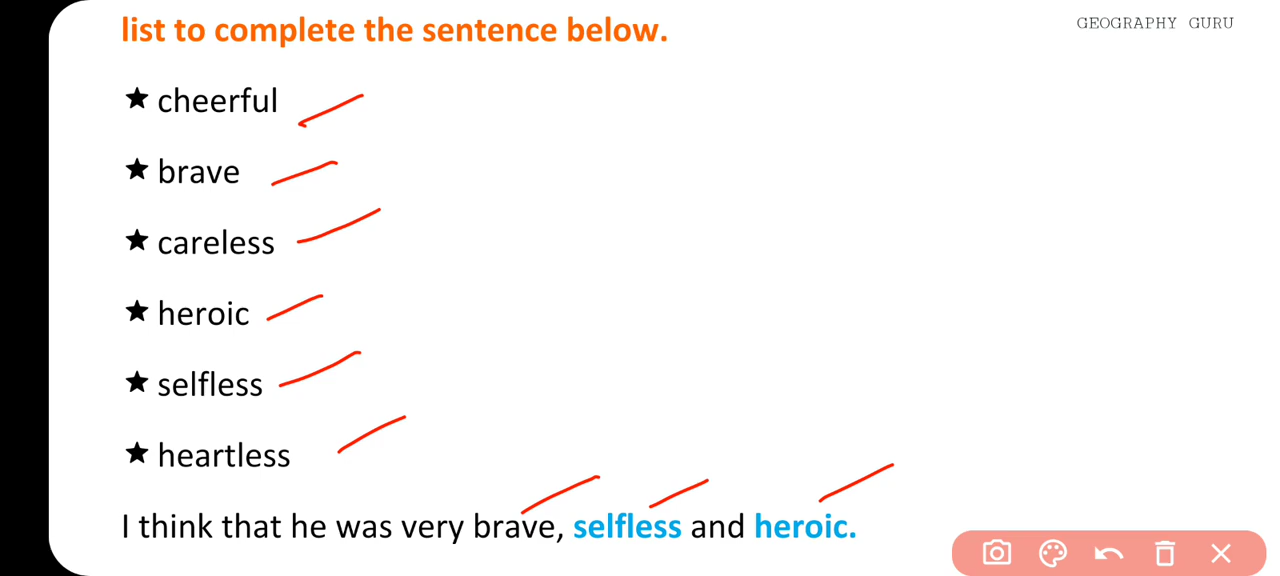 list to complete the sentence below.
GEOGRAPHY GURU
★ cheerful
★ brave
★ careless
★ heroic
★ selfless
★ heartless
I think that he was very brave, selfless and heroic.